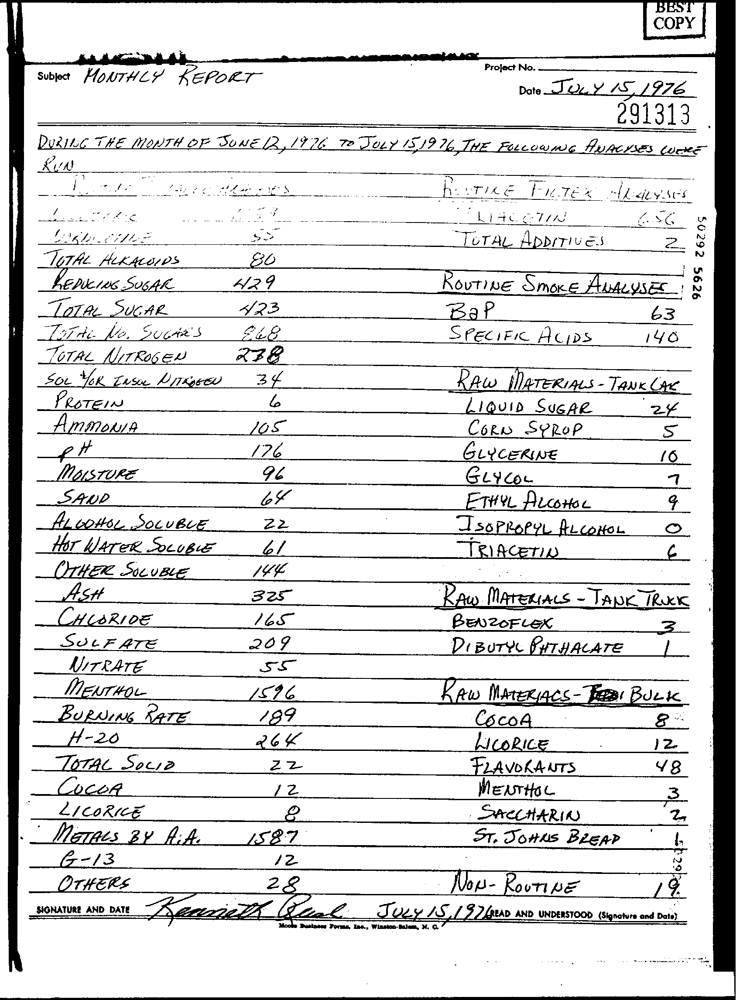 BEST
COPY
Subject MONTHLY REPORT
Project No.
Date JULY 15, 1976
291313
DURING THE MONTH OF JUNE 12, 1976 TO JULY 15, 1976, THE FOLLOWING ANALYSES WERE
RUN
ROUTINE FILTER ANALYSES
TRIACETIN 656
55 TOTAL ADDITIVES 2
TOTAL ALKALOIDS 80
REDUCING SUGAR 429 ROUTINE SMOKE ANALYSES
TOTAL SUGAR 423 BaP 63
TOTAL NO. SUGARS 868 SPECIFIC ACIDS 140
TOTAL NITROGEN 238
SOL &/OR INSOL NITROGEN 34 RAW MATERIALS - TANK CAR
PROTEIN 6 LIQUID SUGAR 24
AMMONIA 105 CORN SYRUP 5
pH 176 GLYCERINE 10
MOISTURE 96 GLYCOL 7
SAND 64 ETHYL ALCOHOL 9
ALCOHOL SOLUBLE 22 ISOPROPYL ALCOHOL 0
HOT WATER SOLUBLE 61 TRIACETIN 6
OTHER SOLUBLE 144
ASH 325 RAW MATERIALS - TANK TRUCK
CHLORIDE 165 BENZOFLEX 3
SULFATE 209 DIBUTYL PHTHALATE 1
NITRATE 55
MENTHOL 1596 RAW MATERIALS - BULK
BURNING RATE 189 COCOA 8
H-20 264 LICORICE 12
TOTAL SOLID 22 FLAVORANTS 48
COCOA 12 MENTHOL 3
LICORICE 8 SACCHARIN 2
METALS BY A.A. 1587 ST. JOHNS BREAD 1
G-13 12
OTHERS 28 NON-ROUTINE 19
SIGNATURE AND DATE Kenneth JULY 15, 1976 READ AND UNDERSTOOD (Signature and Date)
Moore Business Forms, Inc., Winston-Salem, N. C.
50292 5626